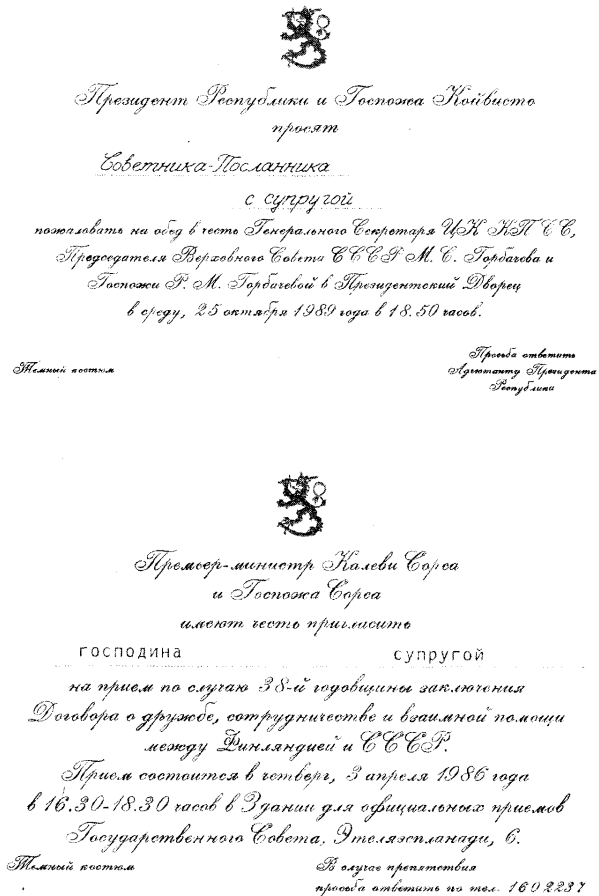 Президент Республики и Госпожа Койвисто
просят
Советника-Посланника
с супругой
пожаловать на обед в честь Генерального Секретаря ЦК КПСС,
Председателя Верховного Совета СССР М. С. Горбачева и
Госпожи Р. М. Горбачевой в Президентский Дворец
в среду, 25 октября 1989 года в 18.50 часов.
Темный костюм
Просьба ответить
Адъютанту Президента
Республики
Премьер-министр Калеви Сорса
и Госпожа Сорса
имеют честь пригласить
господина супругой
на прием по случаю 38-й годовщины заключения
Договора о дружбе, сотрудничестве и взаимной помощи
между Финляндией и СССР.
Прием состоится в четверг, 3 апреля 1986 года
в 16.30-18.30 часов в Здании для официальных приемов
Государственного Совета, Этеляэспланади, 6.
Темный костюм
В случае препятствия
просьба ответить по тел. 1602237